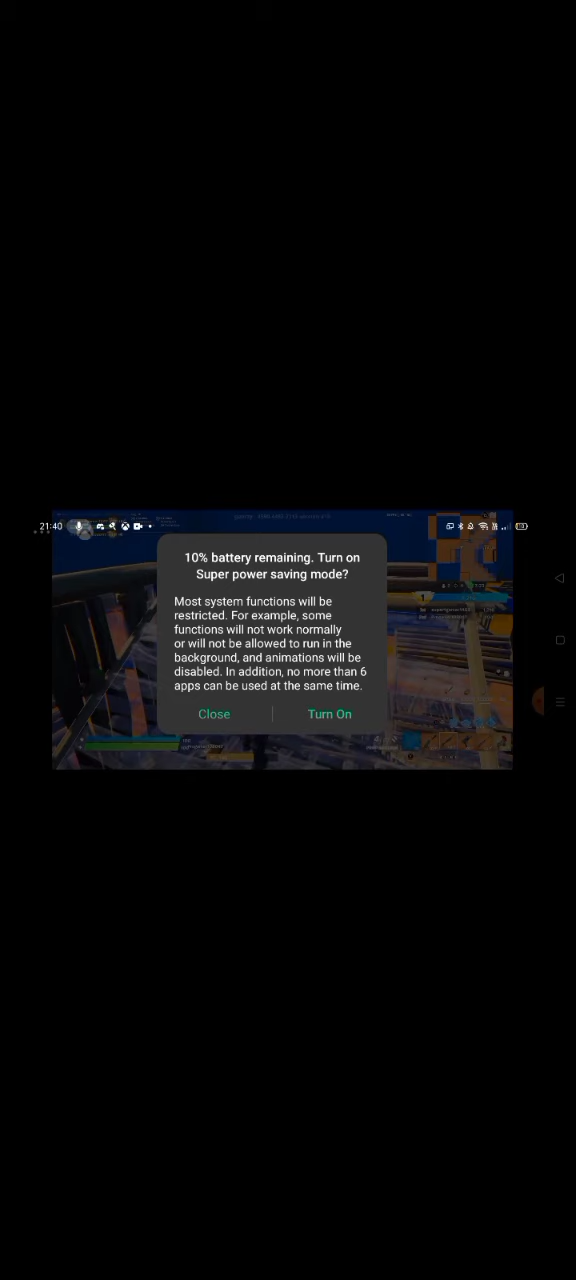 21:40
10% battery remaining. Turn on
Super power saving mode?
Most system functions will be
restricted. For example, some
functions will not work normally
or will not be allowed to run in the
background, and animations will be
disabled. In addition, no more than 6
apps can be used at the same time.
Close
Turn On